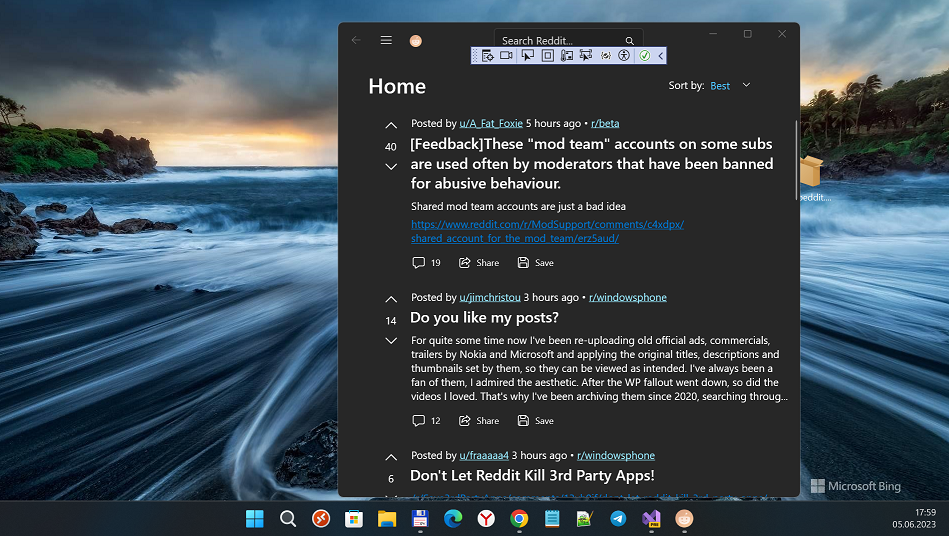 Search Reddit...
Home
Sort by: Best
Posted by u/A_Fat_Foxie 5 hours ago • r/beta
40
[Feedback]These "mod team" accounts on some subs
are used often by moderators that have been banned
for abusive behaviour.
Shared mod team accounts are just a bad idea
https://www.reddit.com/r/ModSupport/comments/c4xdpx/
shared_account_for_the_mod_team/erz5aud/
19 Share Save
Posted by u/jimchristou 3 hours ago • r/windowsphone
14
Do you like my posts?
For quite some time now I've been re-uploading old official ads, commercials,
trailers by Nokia and Microsoft and applying the original titles, descriptions and
thumbnails set by them, so they can be viewed as intended. I've always been a
fan of them, I admired the aesthetic. After the WP fallout went down, so did the
videos I loved. That's why I've been archiving them since 2020, searching throug...
12 Share Save
Posted by u/fraaaaa4 3 hours ago • r/windowsphone
6
Don't Let Reddit Kill 3rd Party Apps!
eddit....
Microsoft Bing
17:59
05.06.2023